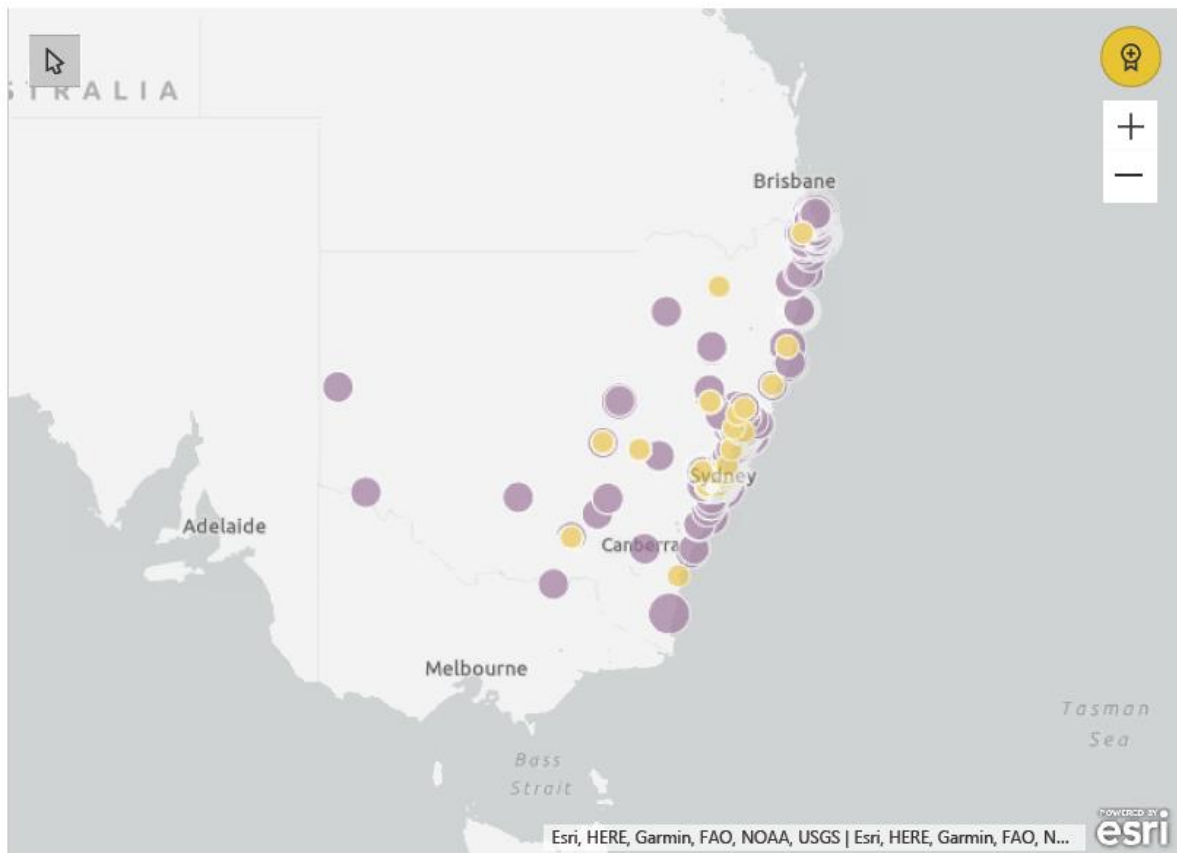 STRALIA
Brisbane
Sydney
Adelaide
Canberra
Melbourne
Tasman
Sea
Bass
Strait
Esri, HERE, Garmin, FAO, NOAA, USGS | Esri, HERE, Garmin, FAO, N...
POWERED BY
esri